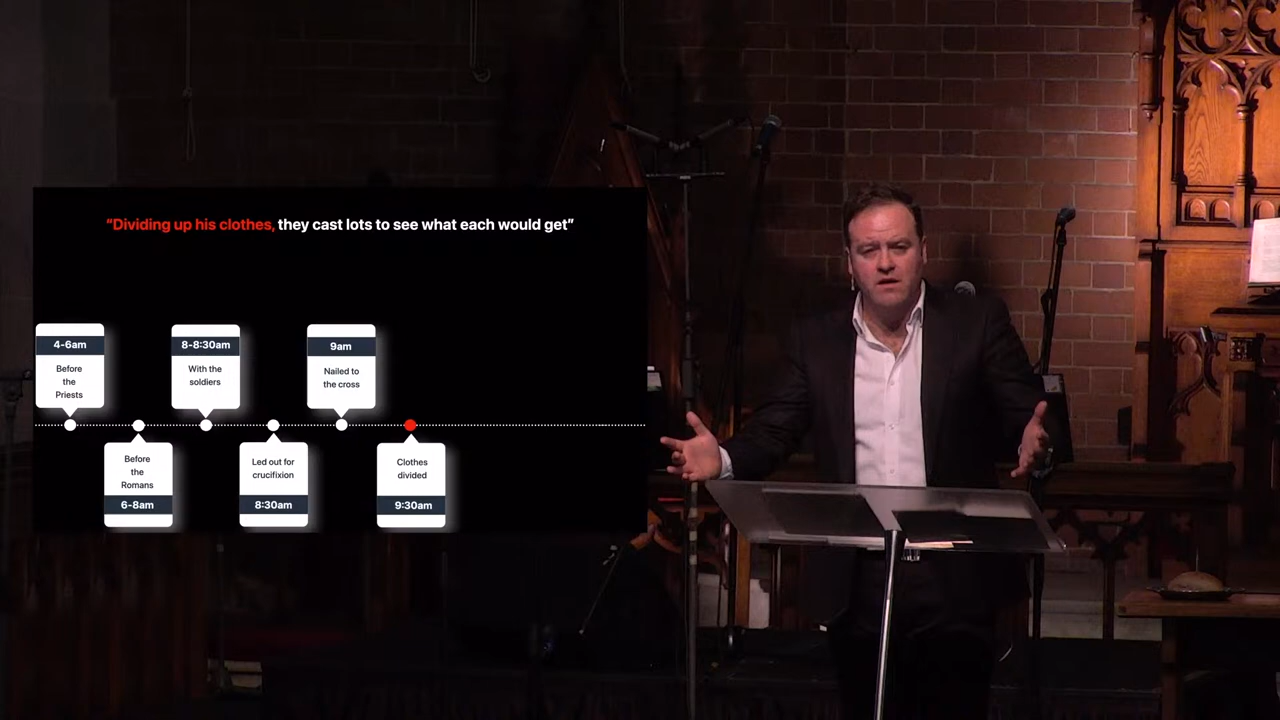 “Dividing up his clothes, they cast lots to see what each would get”
4-6am
Before
the
Priests
8-8:30am
With the
soldiers
9am
Nailed to
the cross
Before
the
Romans
6-8am
Led out for
crucifixion
8:30am
Clothes
divided
9:30am